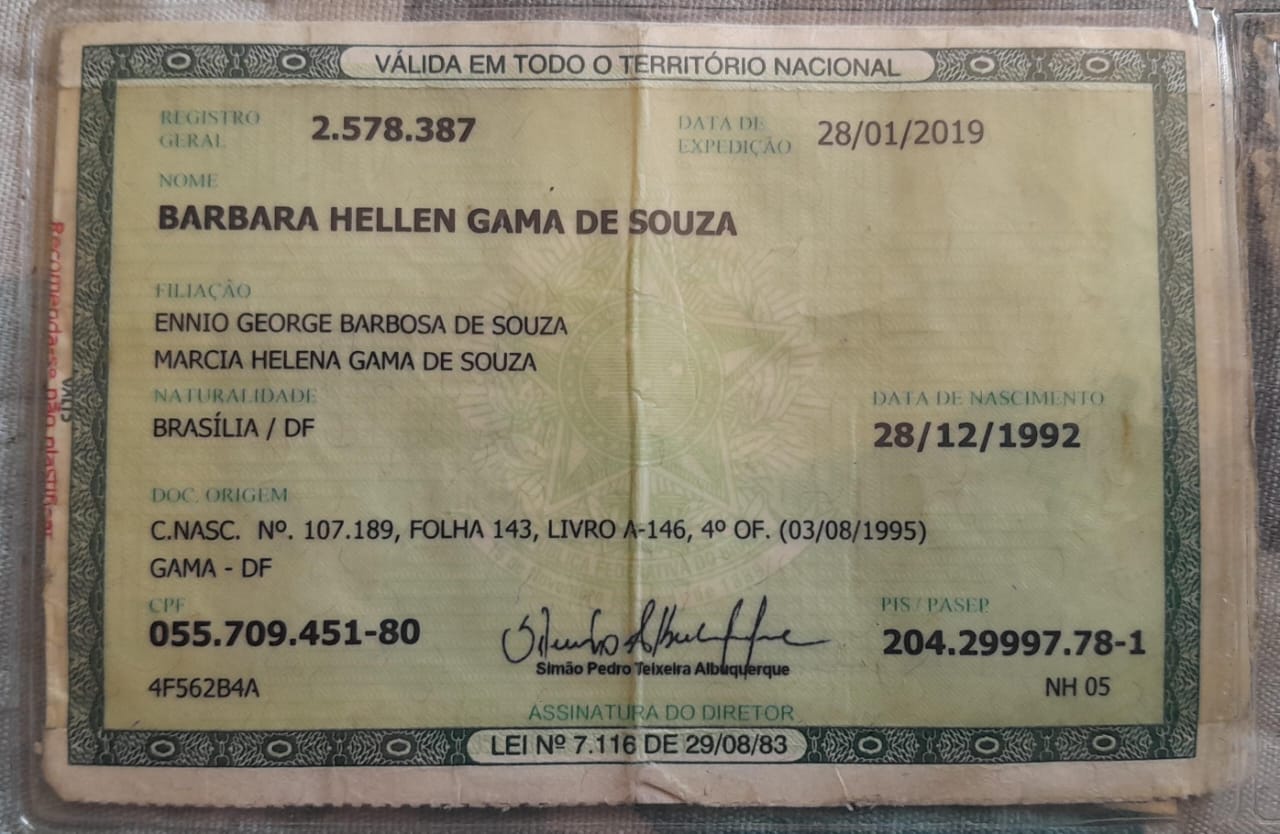 VÁLIDA EM TODO O TERRITÓRIO NACIONAL
REGISTRO GERAL 2.578.387 DATA DE EXPEDIÇÃO 28/01/2019
NOME
BARBARA HELLEN GAMA DE SOUZA
FILIAÇÃO
ENNIO GEORGE BARBOSA DE SOUZA
MARCIA HELENA GAMA DE SOUZA
NATURALIDADE DATA DE NASCIMENTO
BRASÍLIA / DF 28/12/1992
DOC. ORIGEM
C.NASC. Nº. 107.189, FOLHA 143, LIVRO A-146, 4º OF. (03/08/1995)
GAMA - DF
CPF PIS / PASEP
055.709.451-80 204.29997.78-1
Simão Pedro Teixeira Albuquerque
4F562B4A NH 05
ASSINATURA DO DIRETOR
LEI Nº 7.116 DE 29/08/83
Recomenda-se não plastificar